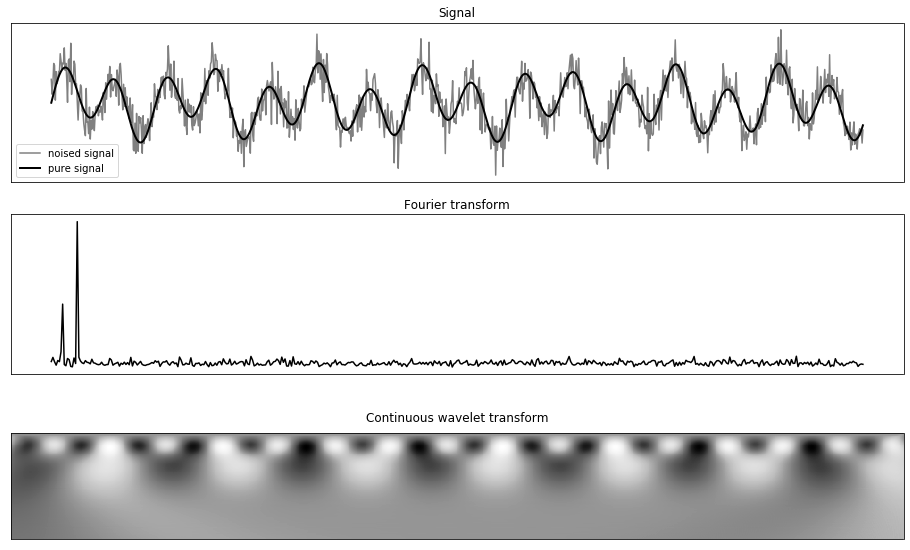 Signal
noised signal
pure signal
Fourier transform
Continuous wavelet transform